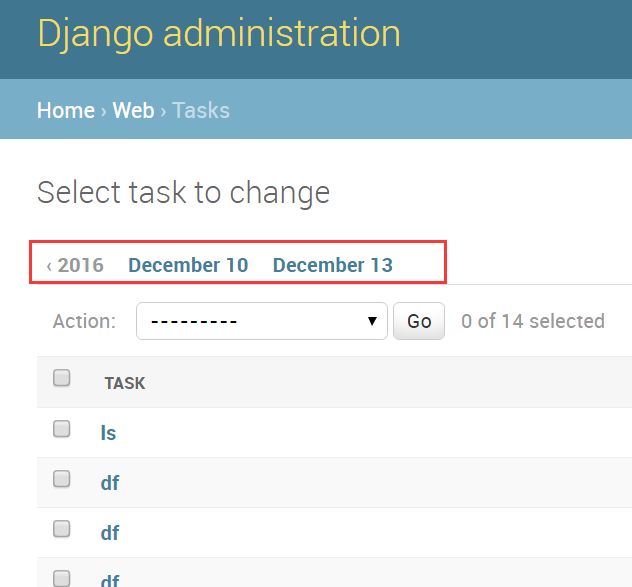 Django administration
Home › Web › Tasks
Select task to change
‹ 2016 December 10 December 13
Action: --------- Go 0 of 14 selected
TASK
ls
df
df
df